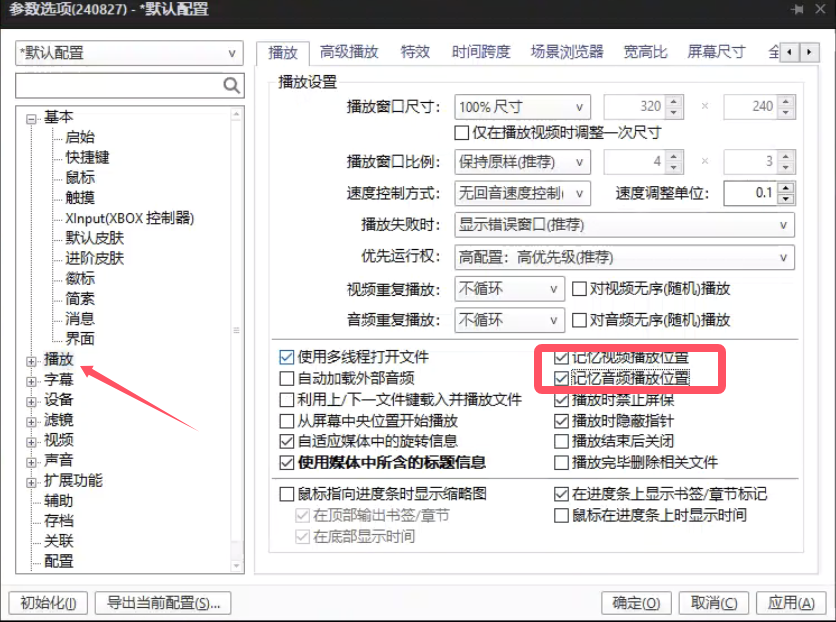 参数选项(240827) - *默认配置
*默认配置
基本
启始
快捷键
鼠标
触摸
XInput(XBOX 控制器)
默认皮肤
进阶皮肤
徽标
简素
消息
界面
播放
字幕
设备
滤镜
视频
声音
扩展功能
辅助
存档
关联
配置
播放 高级播放 特效 时间跨度 场景浏览器 宽高比 屏幕尺寸
播放设置
播放窗口尺寸: 100% 尺寸 320 × 240
仅在播放视频时调整一次尺寸
播放窗口比例: 保持原样(推荐) 4 × 3
速度控制方式: 无回音速度控制( 速度调整单位: 0.1
播放失败时: 显示错误窗口(推荐)
优先运行权: 高配置: 高优先级(推荐)
视频重复播放: 不循环 对视频无序(随机)播放
音频重复播放: 不循环 对音频无序(随机)播放
使用多线程打开文件 记忆视频播放位置
自动加载外部音频 记忆音频播放位置
利用上/下一文件键载入并播放文件 播放时禁止屏保
从屏幕中央位置开始播放 播放时隐蔽指针
自适应媒体中的旋转信息 播放结束后关闭
使用媒体中所含的标题信息 播放完毕删除相关文件
鼠标指向进度条时显示缩略图 在进度条上显示书签/章节标记
在顶部输出书签/章节 鼠标在进度条上时显示时间
在底部显示时间
初始化(I) 导出当前配置(S)... 确定(O) 取消(C) 应用(A)